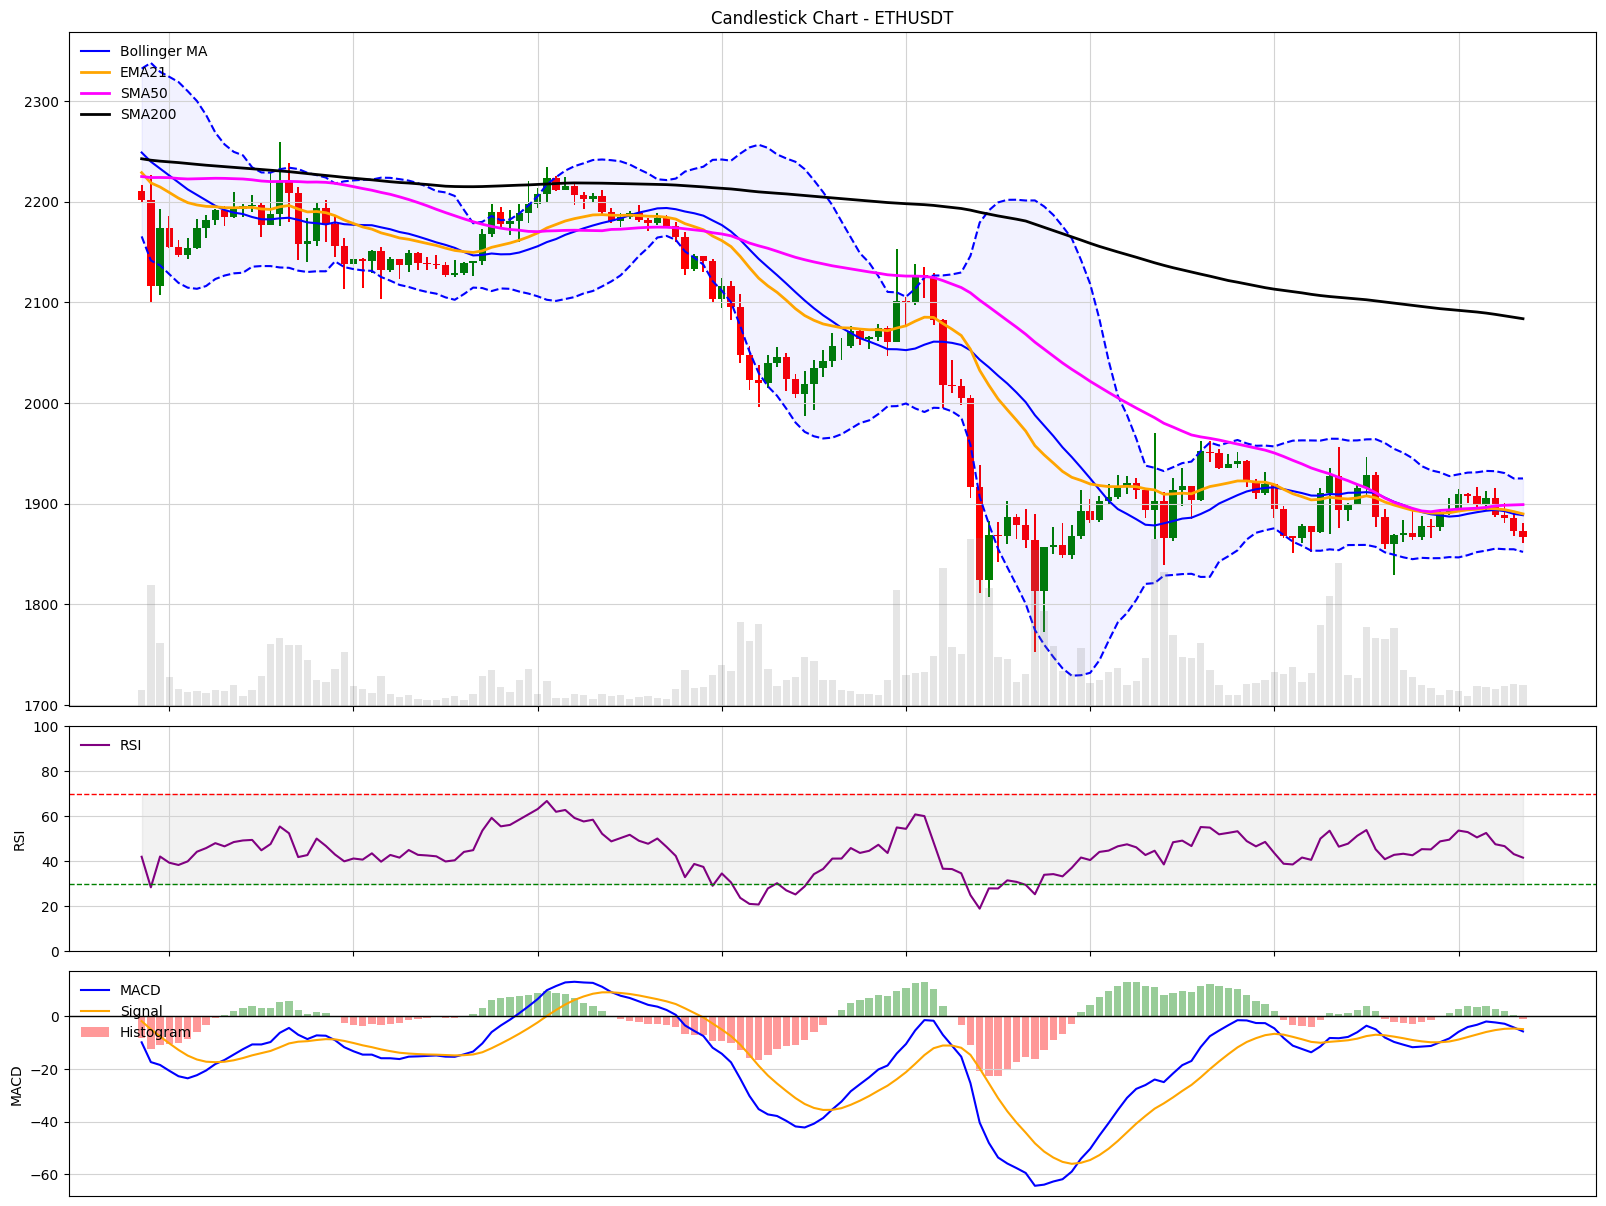 Candlestick Chart - ETHUSDT
Bollinger MA
EMA21
SMA50
SMA200
2300
2200
2100
2000
1900
1800
1700
RSI
100
80
60
40
20
0
RSI
MACD
Signal
Histogram
0
−20
−40
−60
MACD